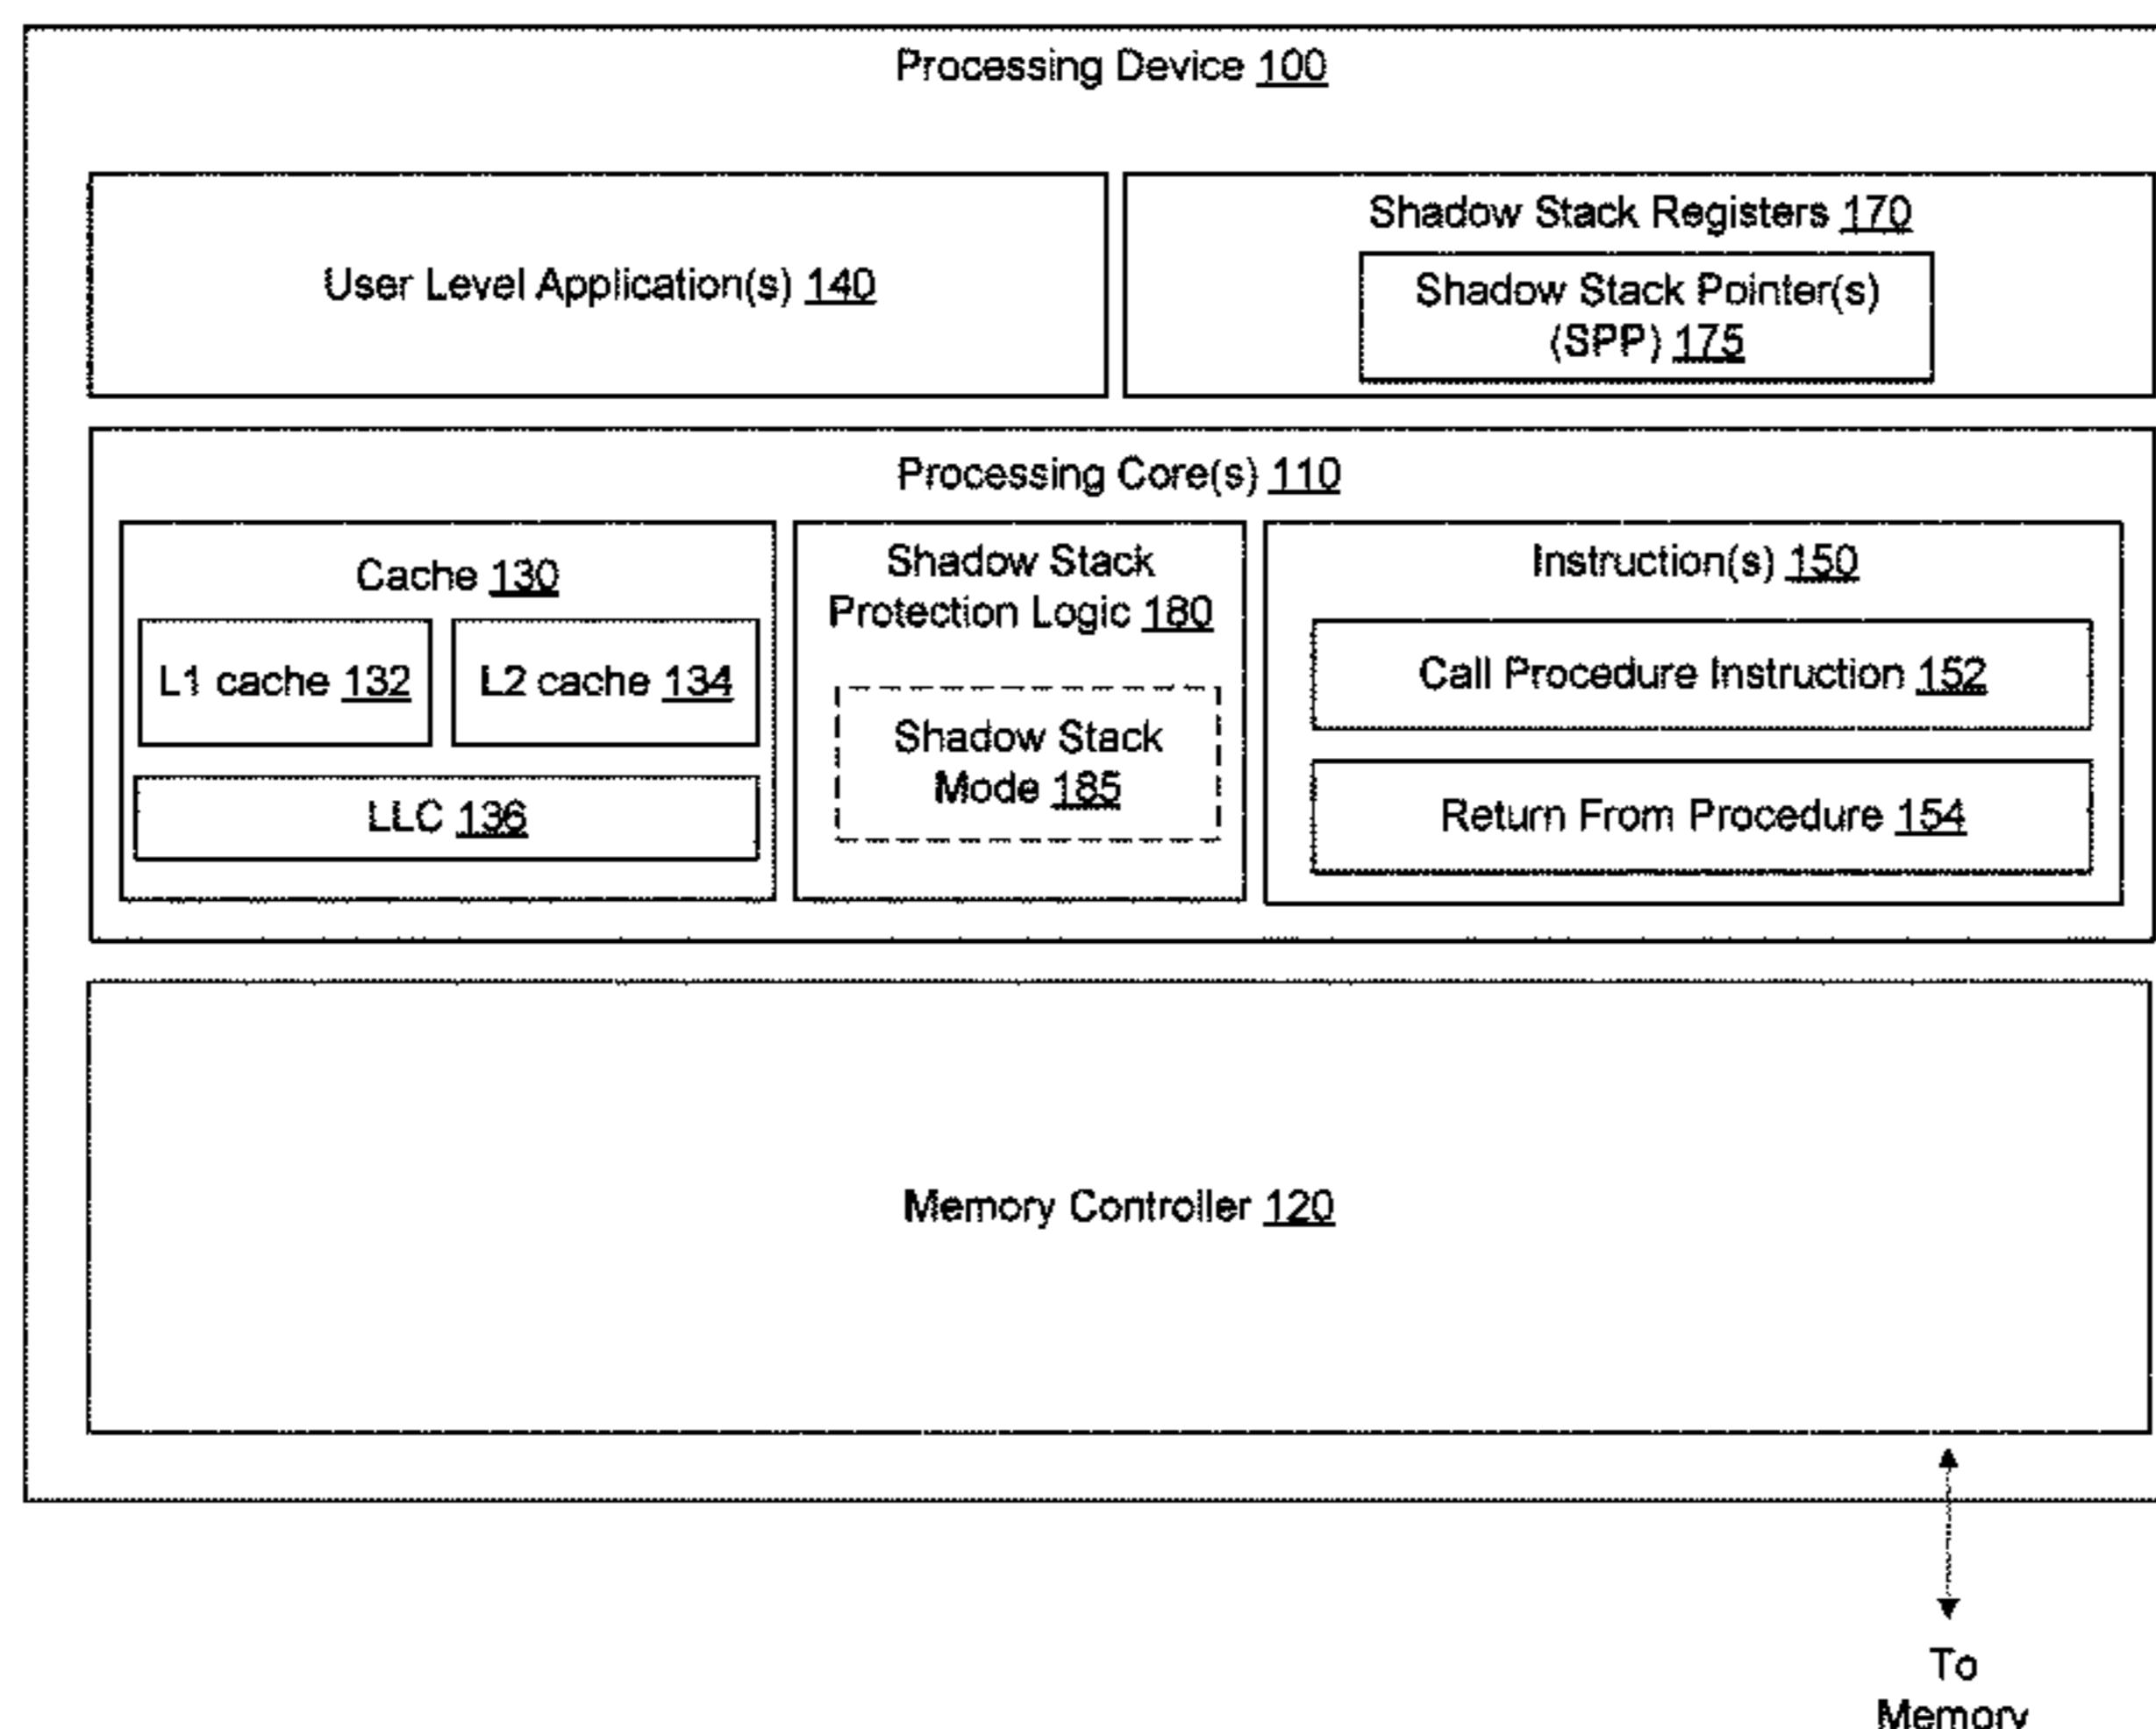 Processing Device 100
User Level Application(s) 140
Shadow Stack Registers 170
Shadow Stack Pointer(s)
(SPP) 175
Processing Core(s) 110
Cache 130
L1 cache 132
L2 cache 134
LLC 136
Shadow Stack
Protection Logic 180
Shadow Stack
Mode 185
Instruction(s) 150
Call Procedure Instruction 152
Return From Procedure 154
Memory Controller 120
To
Memory